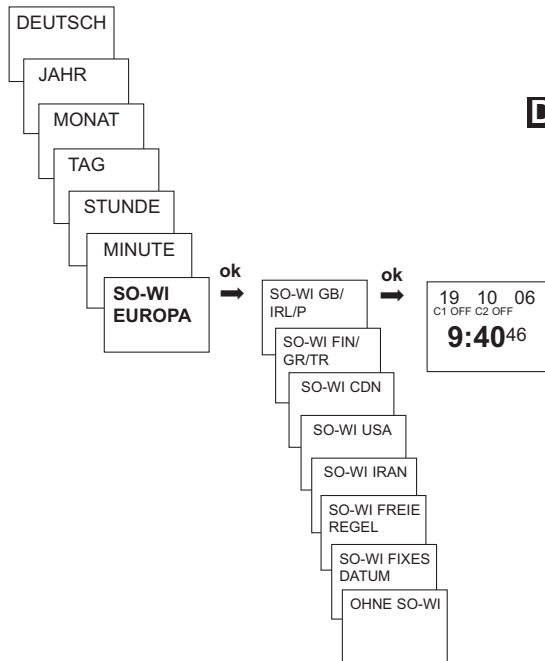 DEUTSCH
JAHR
MONAT
TAG
STUNDE
MINUTE
SO-WI
EUROPA
ok
SO-WI GB/
IRL/P
SO-WI FIN/
GR/TR
SO-WI CDN
SO-WI USA
SO-WI IRAN
SO-WI FREIE
REGEL
SO-WI FIXES
DATUM
OHNE SO-WI
ok
19 10 06
C1 OFF C2 OFF
9:40 46
D